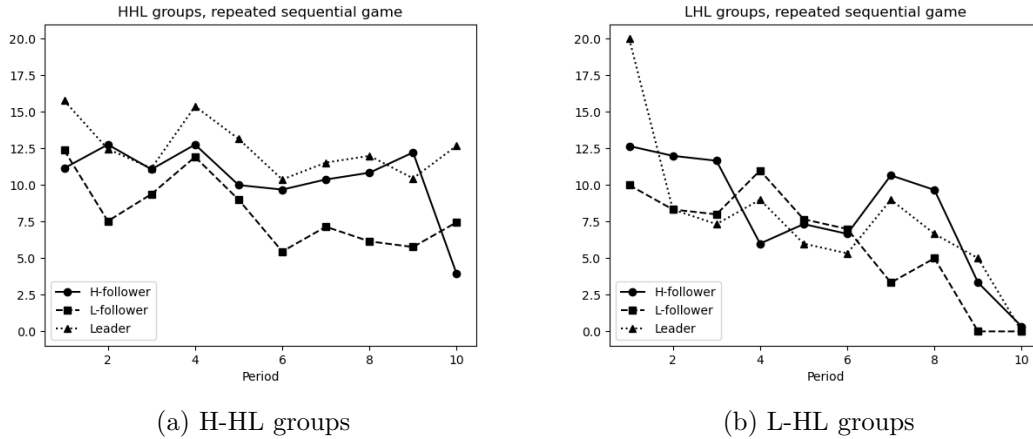 HHL groups, repeated sequential game
20.0
17.5
15.0
12.5
10.0
7.5
5.0
2.5
0.0
H-follower
L-follower
Leader
2 4 6 8 10
Period
(a) H-HL groups
LHL groups, repeated sequential game
20.0
17.5
15.0
12.5
10.0
7.5
5.0
2.5
0.0
H-follower
L-follower
Leader
2 4 6 8 10
Period
(b) L-HL groups